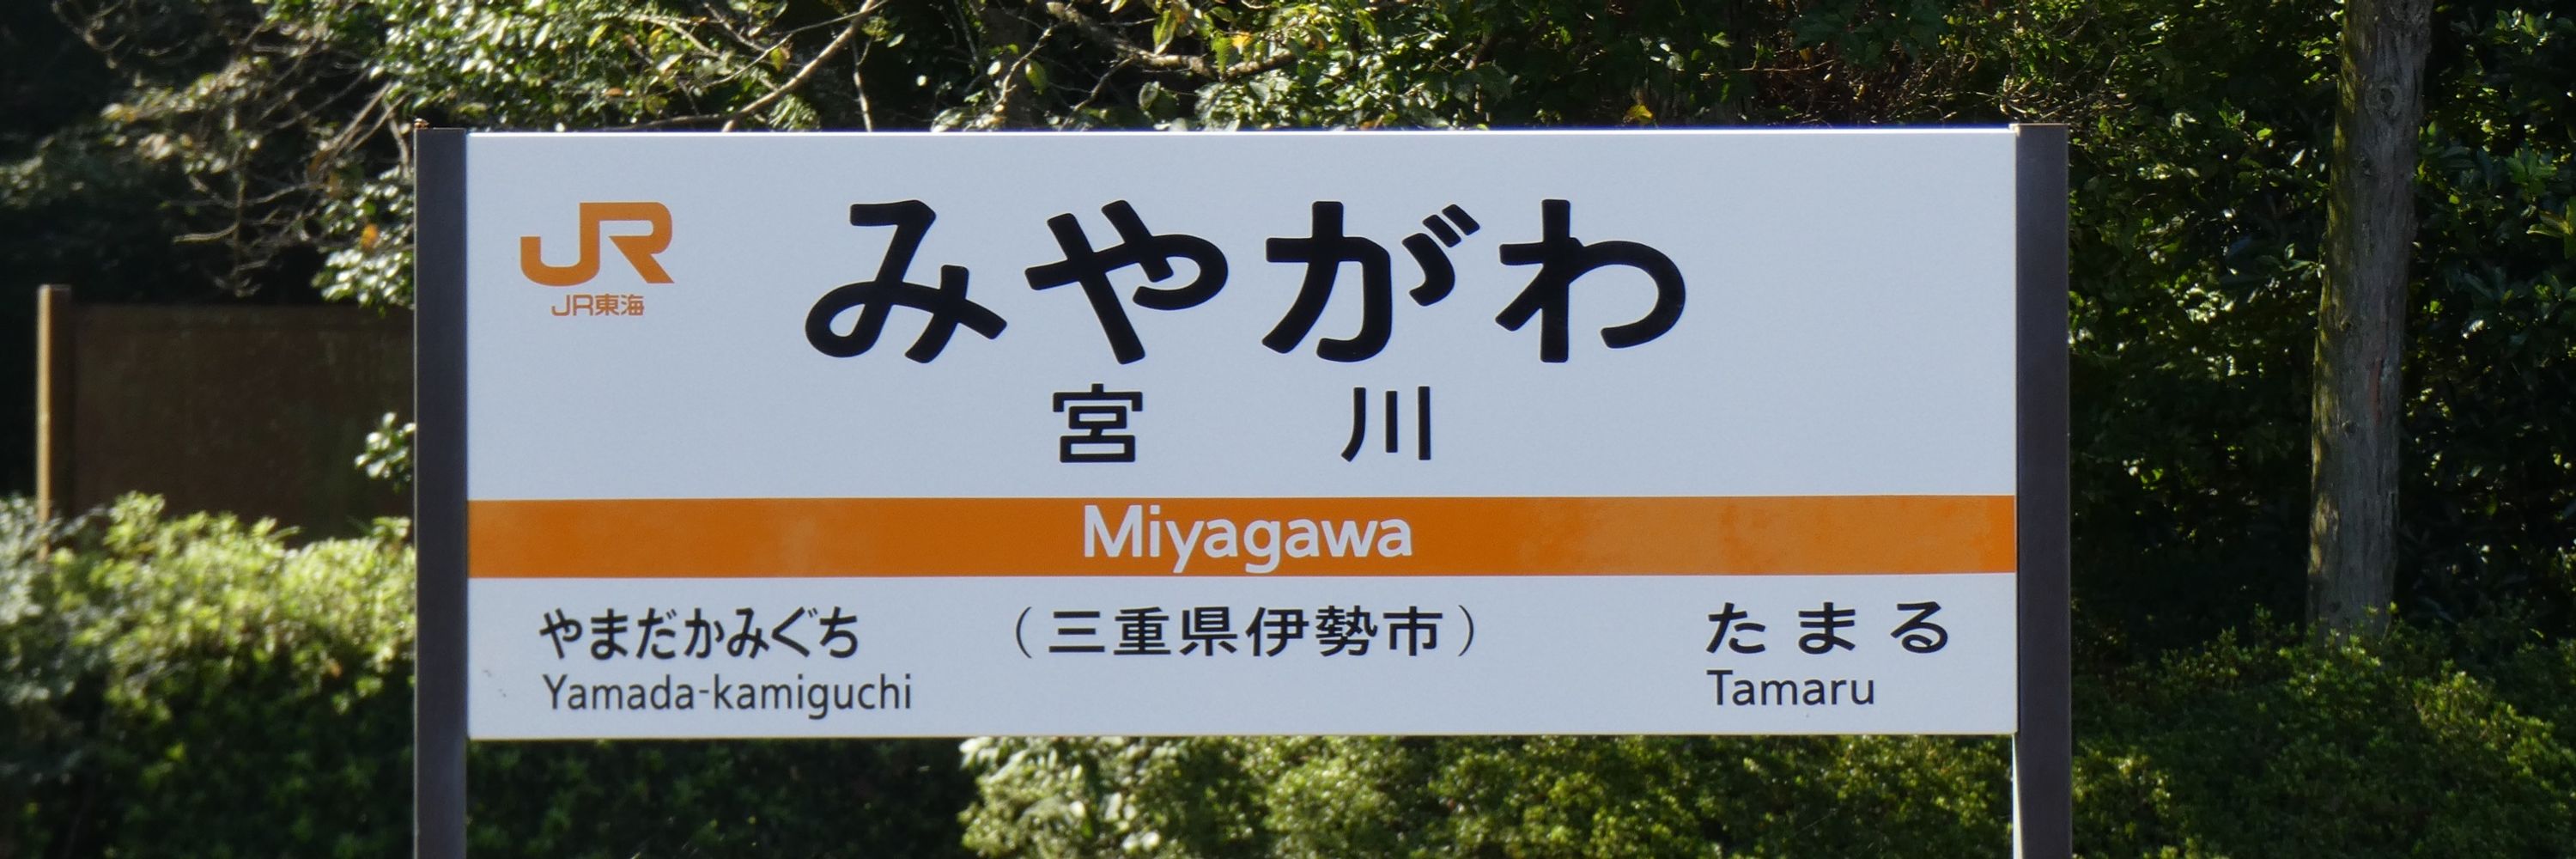 JR
JR東海
みやがわ
宮川
Miyagawa
やまだかみぐち
Yamada-kamiguchi
（三重県伊勢市）
たまる
Tamaru